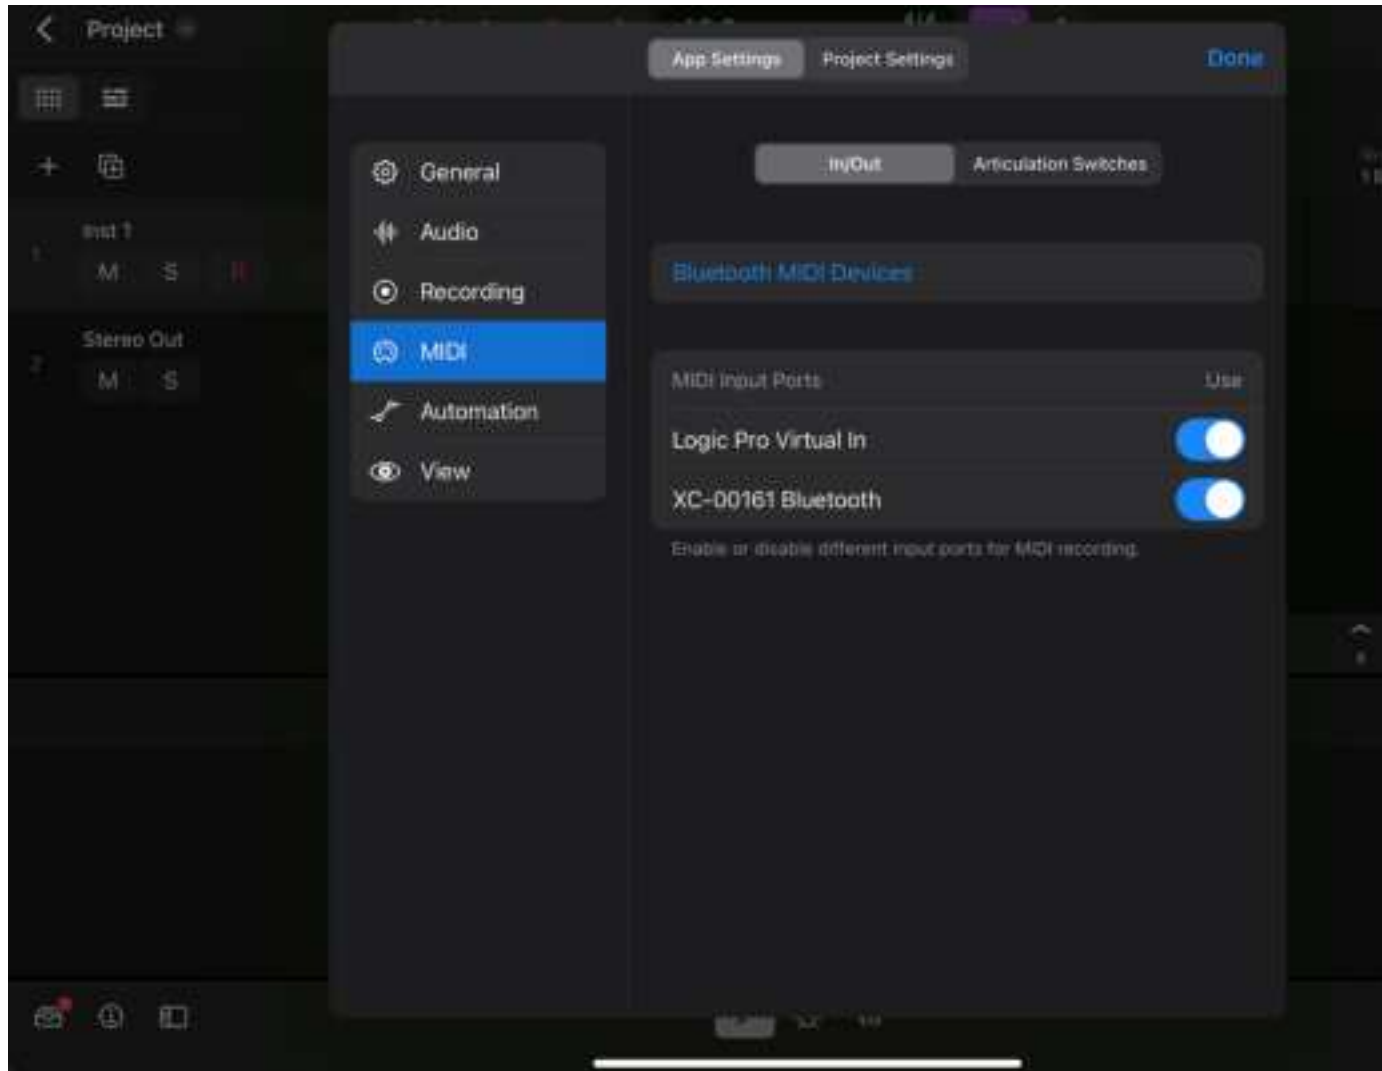 Project
App Settings
Project Settings
Done
In/Out
Articulation Switches
General
Audio
Recording
MIDI
Automation
View
Bluetooth MIDI Devices
MIDI Input Ports
Use
Logic Pro Virtual In
XC-00161 Bluetooth
Enable or disable different input ports for MIDI recording.
1
Inst 1
M
S
R
2
Stereo Out
M
S